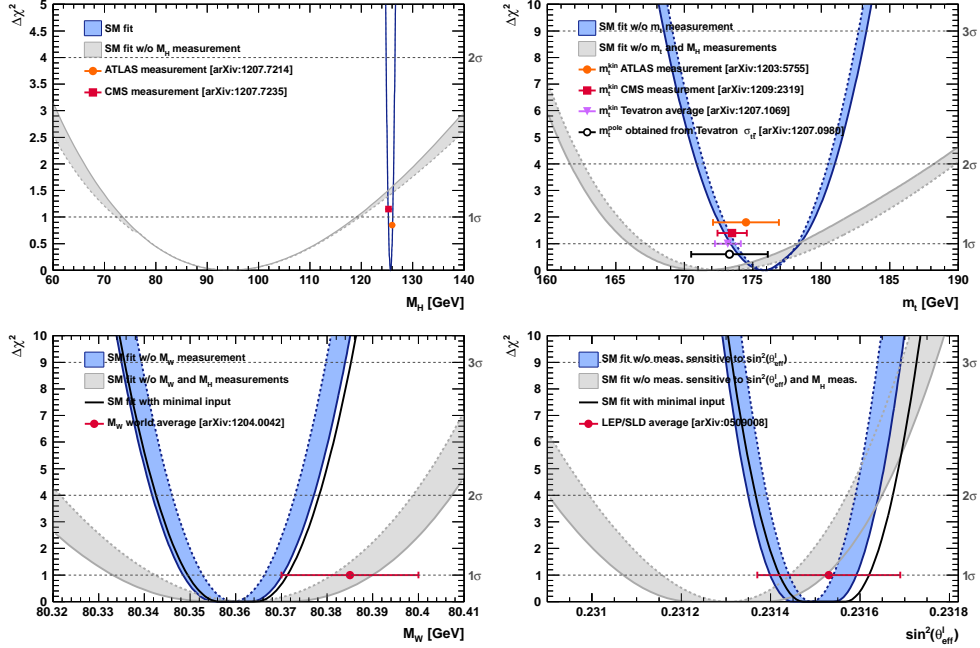 Δχ²
5
4.5
4
3.5
3
2.5
2
1.5
1
0.5
0
SM fit
SM fit w/o M_H measurement
ATLAS measurement [arXiv:1207.7214]
CMS measurement [arXiv:1207.7235]
2σ
1σ
60 70 80 90 100 110 120 130 140
M_H [GeV]
Δχ²
10
9
8
7
6
5
4
3
2
1
0
SM fit w/o m_t measurement
SM fit w/o m_t and M_H measurements
m_t^kin ATLAS measurement [arXiv:1203:5755]
m_t^kin CMS measurement [arXiv:1209:2319]
m_t^kin Tevatron average [arXiv:1207.1069]
m_t^pole obtained from Tevatron σ_tt̄ [arXiv:1207.0980]
3σ
2σ
1σ
160 165 170 175 180 185 190
m_t [GeV]
Δχ²
10
9
8
7
6
5
4
3
2
1
0
SM fit w/o M_W measurement
SM fit w/o M_W and M_H measurements
SM fit with minimal input
M_W world average [arXiv:1204.0042]
3σ
2σ
1σ
80.32 80.33 80.34 80.35 80.36 80.37 80.38 80.39 80.4 80.41
M_W [GeV]
Δχ²
10
9
8
7
6
5
4
3
2
1
0
SM fit w/o meas. sensitive to sin²(θ^l_eff)
SM fit w/o meas. sensitive to sin²(θ^l_eff) and M_H meas.
SM fit with minimal input
LEP/SLD average [arXiv:0509008]
3σ
2σ
1σ
0.231 0.2312 0.2314 0.2316 0.2318
sin²(θ^l_eff)